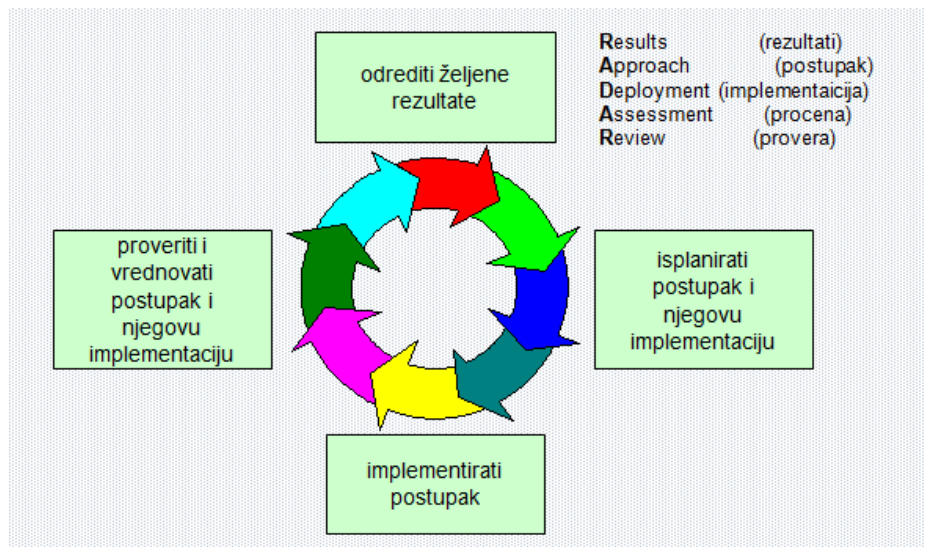 odrediti željene
rezultate
Results (rezultati)
Approach (postupak)
Deployment (implementaicija)
Assessment (procena)
Review (provera)
proveriti i
vrednovati
postupak i
njegovu
implementaciju
isplanirati
postupak i
njegovu
implementaciju
implementirati
postupak